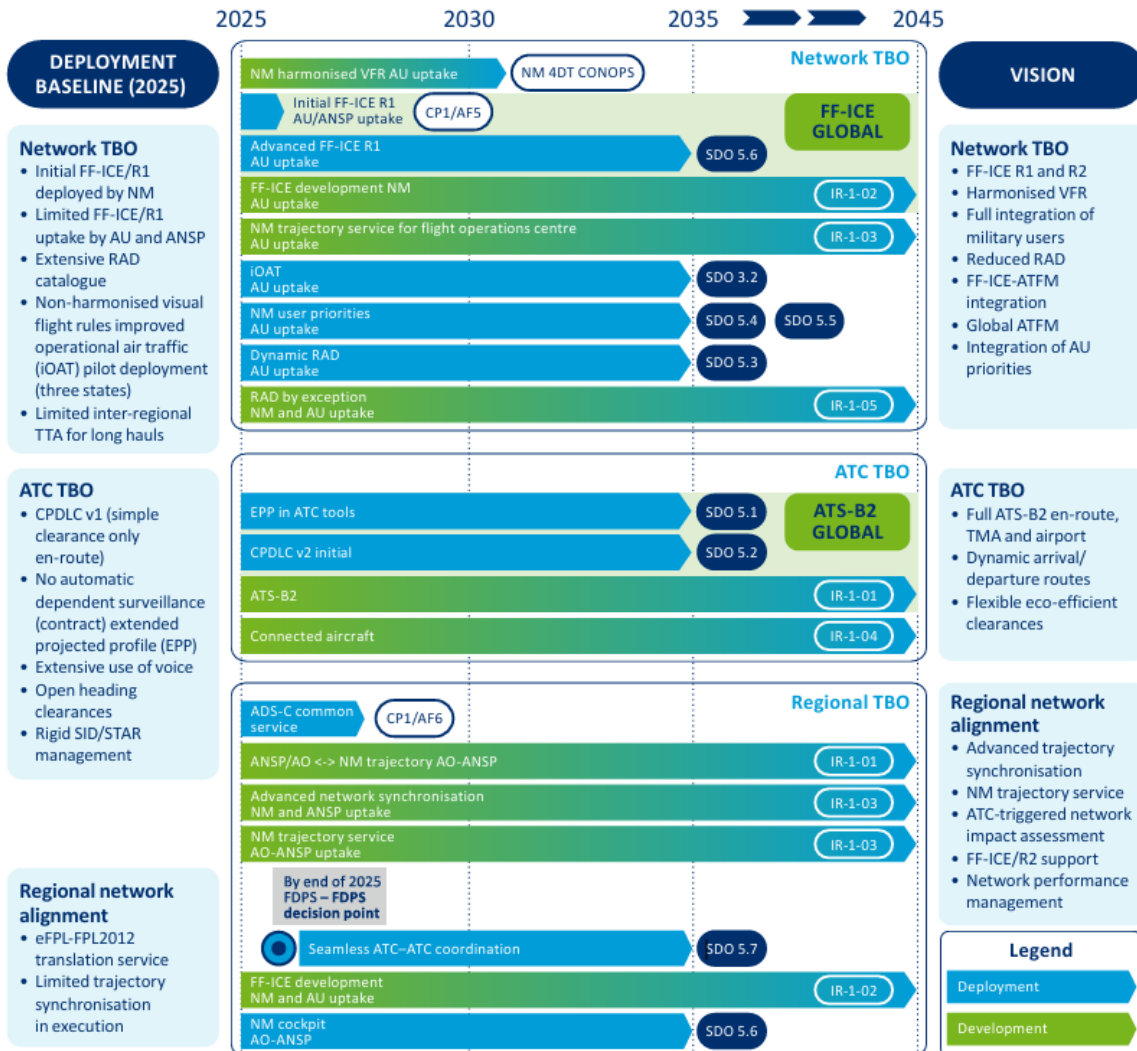 2025
2030
2035
2045
DEPLOYMENT
BASELINE (2025)
Network TBO
• Initial FF-ICE/R1
deployed by NM
• Limited FF-ICE/R1
uptake by AU and ANSP
• Extensive RAD
catalogue
• Non-harmonised visual
flight rules improved
operational air traffic
(iOAT) pilot deployment
(three states)
• Limited inter-regional
TTA for long hauls
ATC TBO
• CPDLC v1 (simple
clearance only
en-route)
• No automatic
dependent surveillance
(contract) extended
projected profile (EPP)
• Extensive use of voice
• Open heading
clearances
• Rigid SID/STAR
management
Regional network
alignment
• eFPL-FPL2012
translation service
• Limited trajectory
synchronisation
in execution
Network TBO
NM harmonised VFR AU uptake
NM 4DT CONOPS
Initial FF-ICE R1
AU/ANSP uptake
CP1/AF5
FF-ICE
GLOBAL
Advanced FF-ICE R1
AU uptake
SDO 5.6
FF-ICE development NM
AU uptake
IR-1-02
NM trajectory service for flight operations centre
AU uptake
IR-1-03
iOAT
AU uptake
SDO 3.2
NM user priorities
AU uptake
SDO 5.4
SDO 5.5
Dynamic RAD
AU uptake
SDO 5.3
RAD by exception
NM and AU uptake
IR-1-05
ATC TBO
EPP in ATC tools
SDO 5.1
ATS-B2
GLOBAL
CPDLC v2 initial
SDO 5.2
ATS-B2
IR-1-01
Connected aircraft
IR-1-04
Regional TBO
ADS-C common
service
CP1/AF6
ANSP/AO <-> NM trajectory AO-ANSP
IR-1-01
Advanced network synchronisation
NM and ANSP uptake
IR-1-03
NM trajectory service
AO-ANSP uptake
IR-1-03
By end of 2025
FDPS – FDPS
decision point
Seamless ATC–ATC coordination
SDO 5.7
FF-ICE development
NM and AU uptake
IR-1-02
NM cockpit
AO-ANSP
SDO 5.6
VISION
Network TBO
• FF-ICE R1 and R2
• Harmonised VFR
• Full integration of
military users
• Reduced RAD
• FF-ICE-ATFM
integration
• Global ATFM
• Integration of AU
priorities
ATC TBO
• Full ATS-B2 en-route,
TMA and airport
• Dynamic arrival/
departure routes
• Flexible eco-efficient
clearances
Regional network
alignment
• Advanced trajectory
synchronisation
• NM trajectory service
• ATC-triggered network
impact assessment
• FF-ICE/R2 support
• Network performance
management
Legend
Deployment
Development